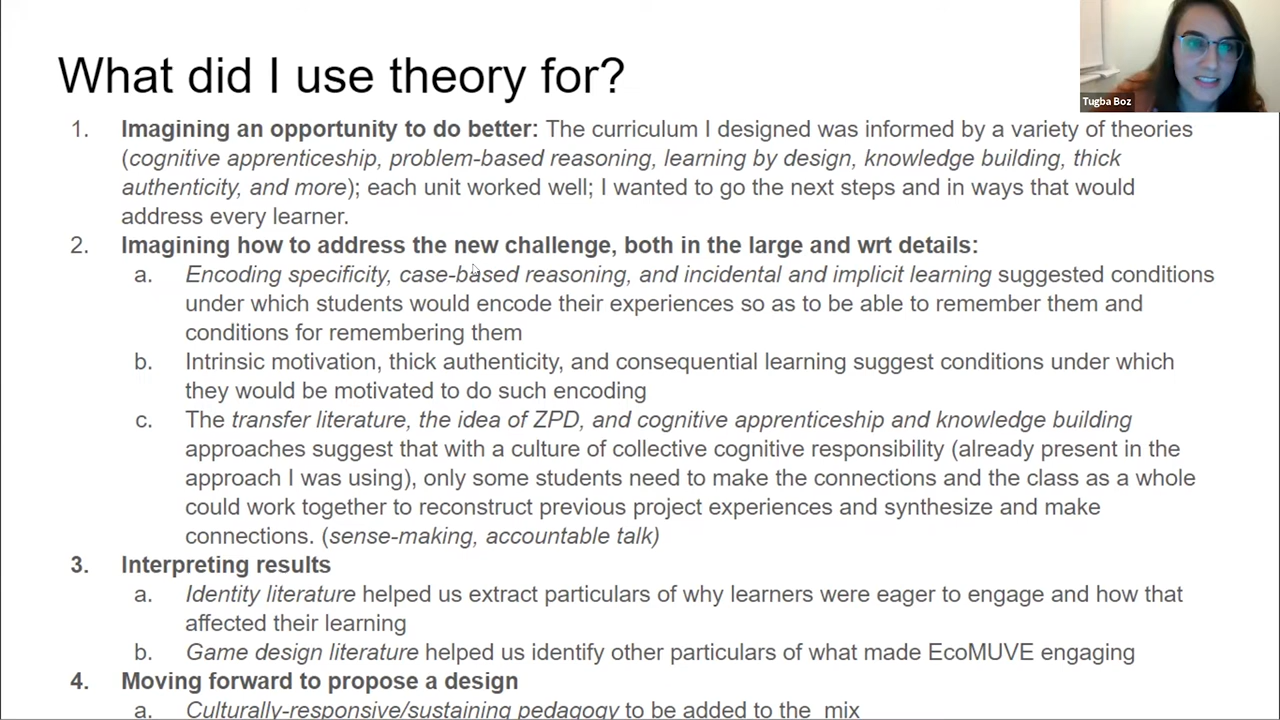 What did I use theory for?
Tugba Boz
1. Imagining an opportunity to do better: The curriculum I designed was informed by a variety of theories
(cognitive apprenticeship, problem-based reasoning, learning by design, knowledge building, thick
authenticity, and more); each unit worked well; I wanted to go the next steps and in ways that would
address every learner.
2. Imagining how to address the new challenge, both in the large and wrt details:
a. Encoding specificity, case-based reasoning, and incidental and implicit learning suggested conditions
under which students would encode their experiences so as to be able to remember them and
conditions for remembering them
b. Intrinsic motivation, thick authenticity, and consequential learning suggest conditions under which
they would be motivated to do such encoding
c. The transfer literature, the idea of ZPD, and cognitive apprenticeship and knowledge building
approaches suggest that with a culture of collective cognitive responsibility (already present in the
approach I was using), only some students need to make the connections and the class as a whole
could work together to reconstruct previous project experiences and synthesize and make
connections. (sense-making, accountable talk)
3. Interpreting results
a. Identity literature helped us extract particulars of why learners were eager to engage and how that
affected their learning
b. Game design literature helped us identify other particulars of what made EcoMUVE engaging
4. Moving forward to propose a design
a. Culturally-responsive/sustaining pedagogy to be added to the mix